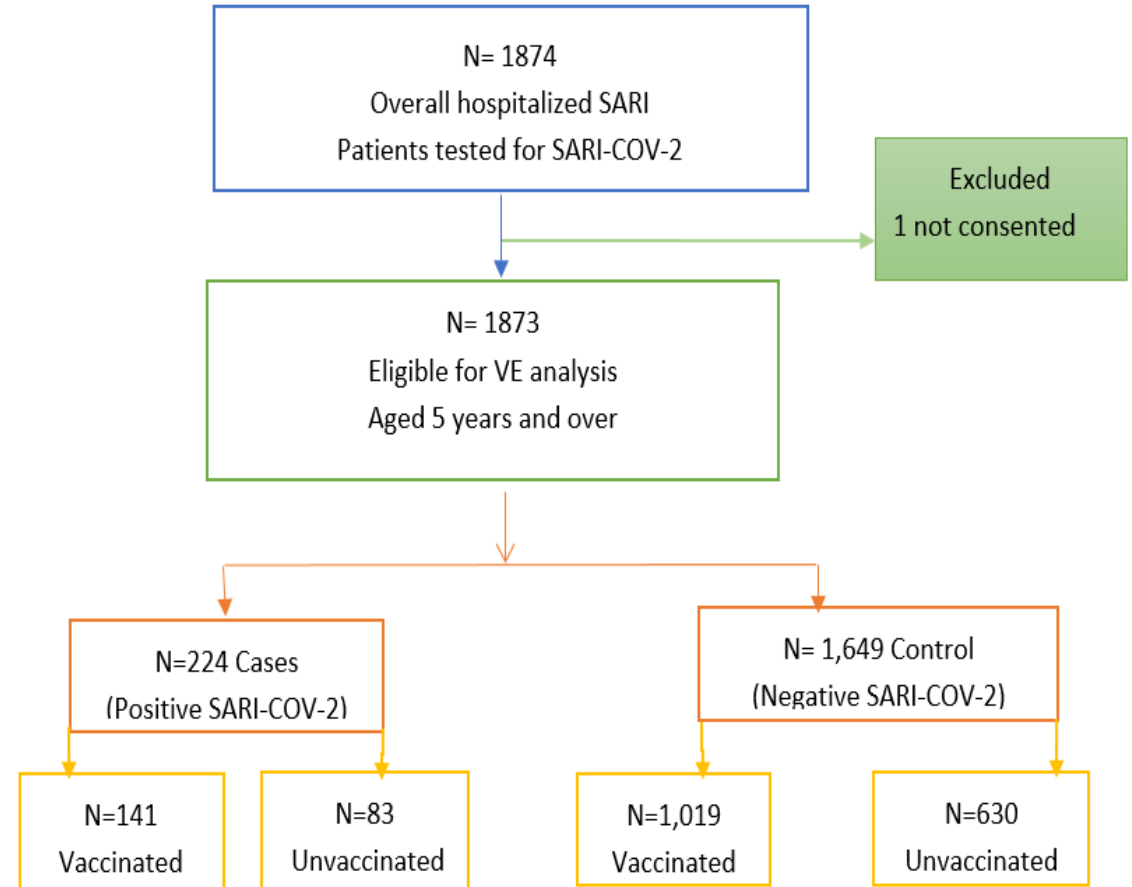 N= 1874
Overall hospitalized SARI
Patients tested for SARI-COV-2
Excluded
1 not consented
N= 1873
Eligible for VE analysis
Aged 5 years and over
N=224 Cases
(Positive SARI-COV-2)
N= 1,649 Control
(Negative SARI-COV-2)
N=141
Vaccinated
N=83
Unvaccinated
N=1,019
Vaccinated
N=630
Unvaccinated